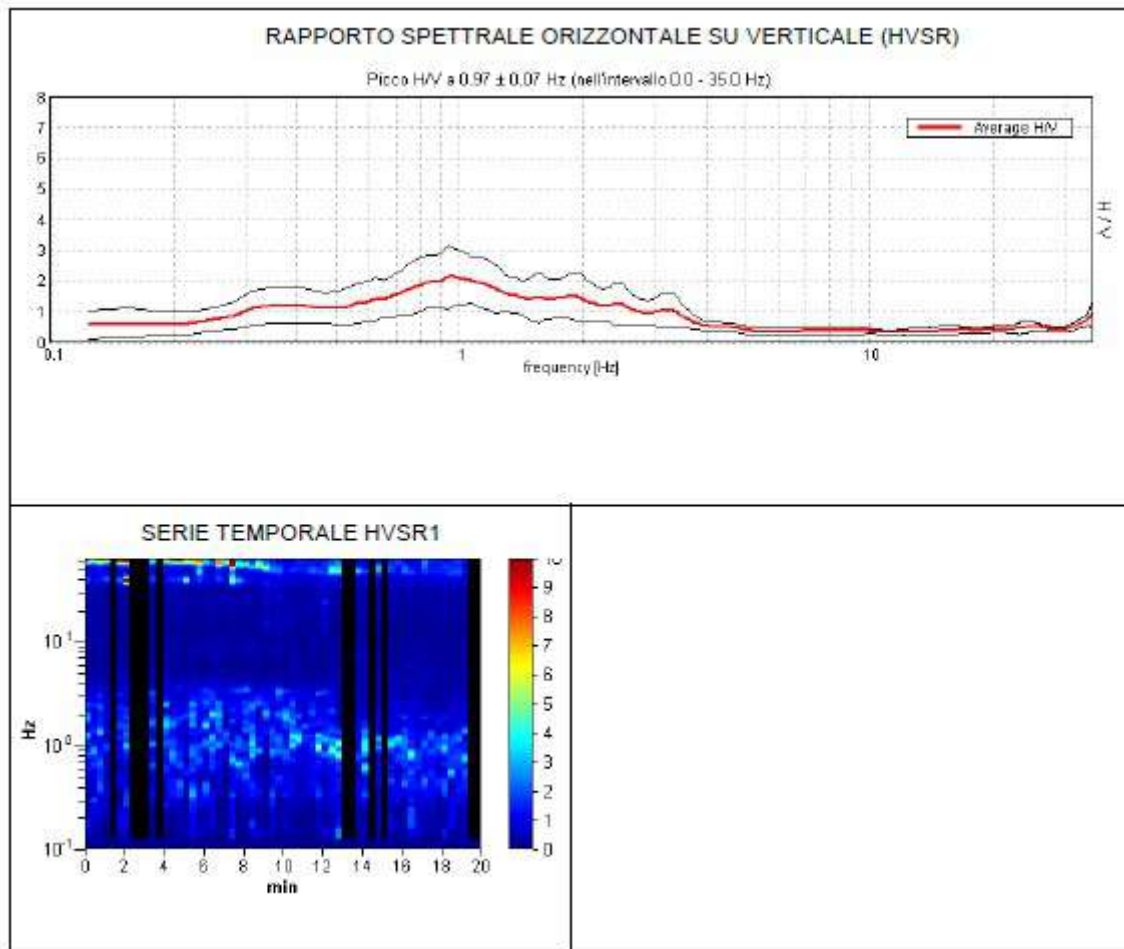 RAPPORTO SPETTRALE ORIZZONTALE SU VERTICALE (HVSR)
Picco H/V a 0.97 ± 0.07 Hz (nell'intervallo 0.0 - 35.0 Hz)
8
7
6
5
4
3
2
1
0
Average H/V
H / V
0.1
1
10
frequency [Hz]
SERIE TEMPORALE HVSR1
10¹
10⁰
10⁻¹
Hz
0 2 4 6 8 10 12 14 16 18 20
min
9
8
7
6
5
4
3
2
1
0